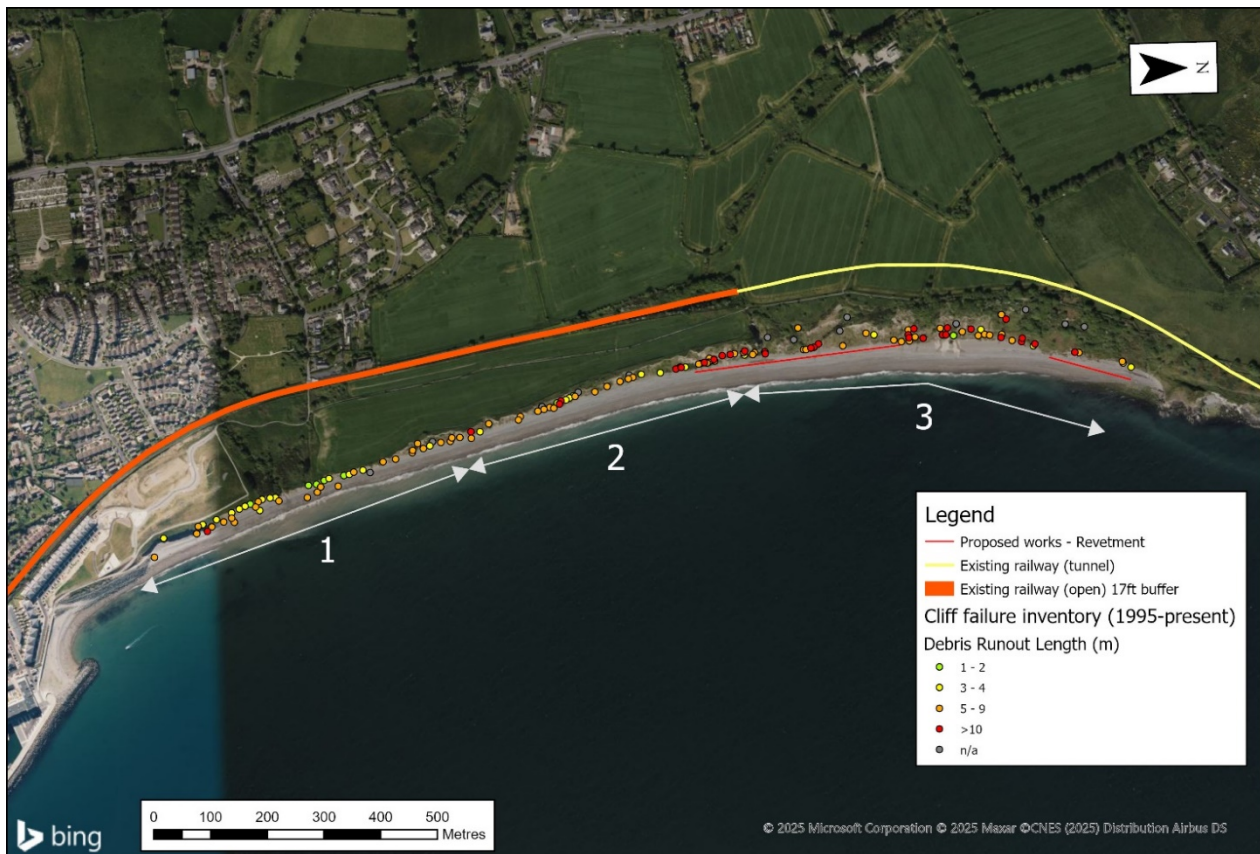 N
1
2
3
Legend
Proposed works - Revetment
Existing railway (tunnel)
Existing railway (open) 17ft buffer
Cliff failure inventory (1995-present)
Debris Runout Length (m)
1 - 2
3 - 4
5 - 9
>10
n/a
0 100 200 300 400 500
Metres
bing
© 2025 Microsoft Corporation © 2025 Maxar ©CNES (2025) Distribution Airbus DS